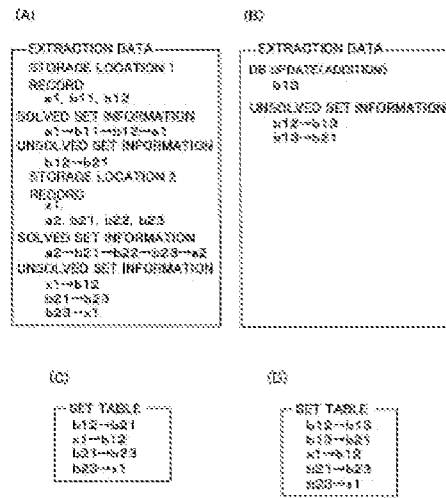 (A)
EXTRACTION DATA
STORAGE LOCATION 1
RECORD
a1, b11, b12
SOLVED SET INFORMATION
a1→b11→b12→a1
UNSOLVED SET INFORMATION
b12→b21
STORAGE LOCATION 2
RECORD
x1,
a2, b21, b22, b23
SOLVED SET INFORMATION
a2→b21→b22→b23→a2
UNSOLVED SET INFORMATION
x1→b12
b21→b23
b23→x1
(B)
EXTRACTION DATA
DB UPDATE(ADDITION)
b13
UNSOLVED SET INFORMATION
b12→b13
b13→b21
(C)
SET TABLE
b12→b21
x1→b12
b21→b23
b23→x1
(D)
SET TABLE
b12→b13
b13→b21
x1→b12
b21→b23
b23→x1